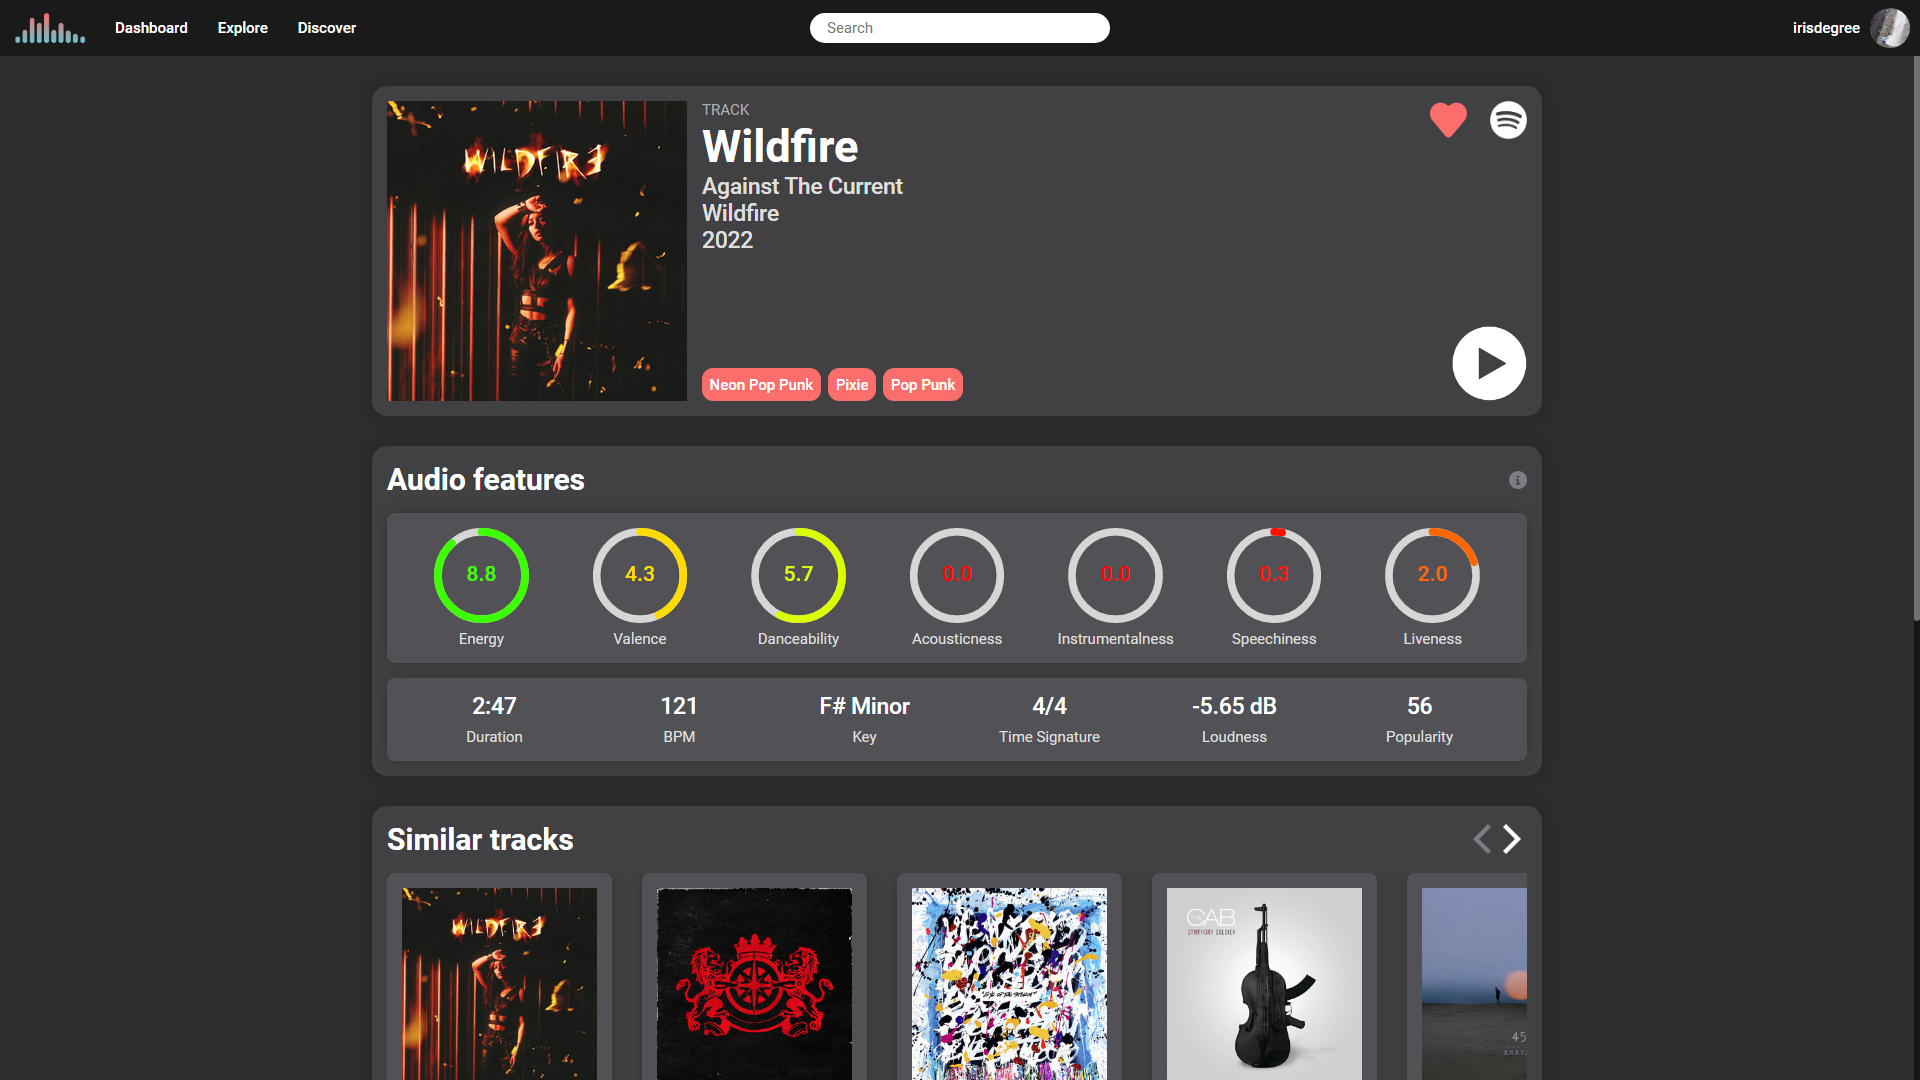 Dashboard
Explore
Discover
Search
irisdegree
WILDFIRE
TRACK
Wildfire
Against The Current
Wildfire
2022
Neon Pop Punk
Pixie
Pop Punk
Audio features
8.8
4.3
5.7
0.0
0.0
0.3
2.0
Energy
Valence
Danceability
Acousticness
Instrumentalness
Speechiness
Liveness
2:47
121
F# Minor
4/4
-5.65 dB
56
Duration
BPM
Key
Time Signature
Loudness
Popularity
Similar tracks
WILDFIRE
THE CAB
SYMPHONY SOLDIER
45